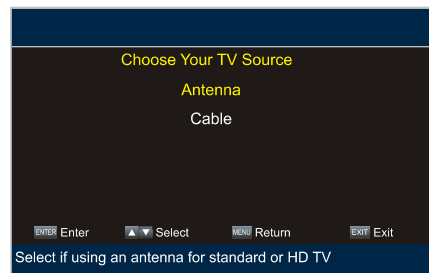 Choose Your TV Source
Antenna
Cable
ENTER Enter ▲ ▼ Select MENU Return EXIT Exit
Select if using an antenna for standard or HD TV